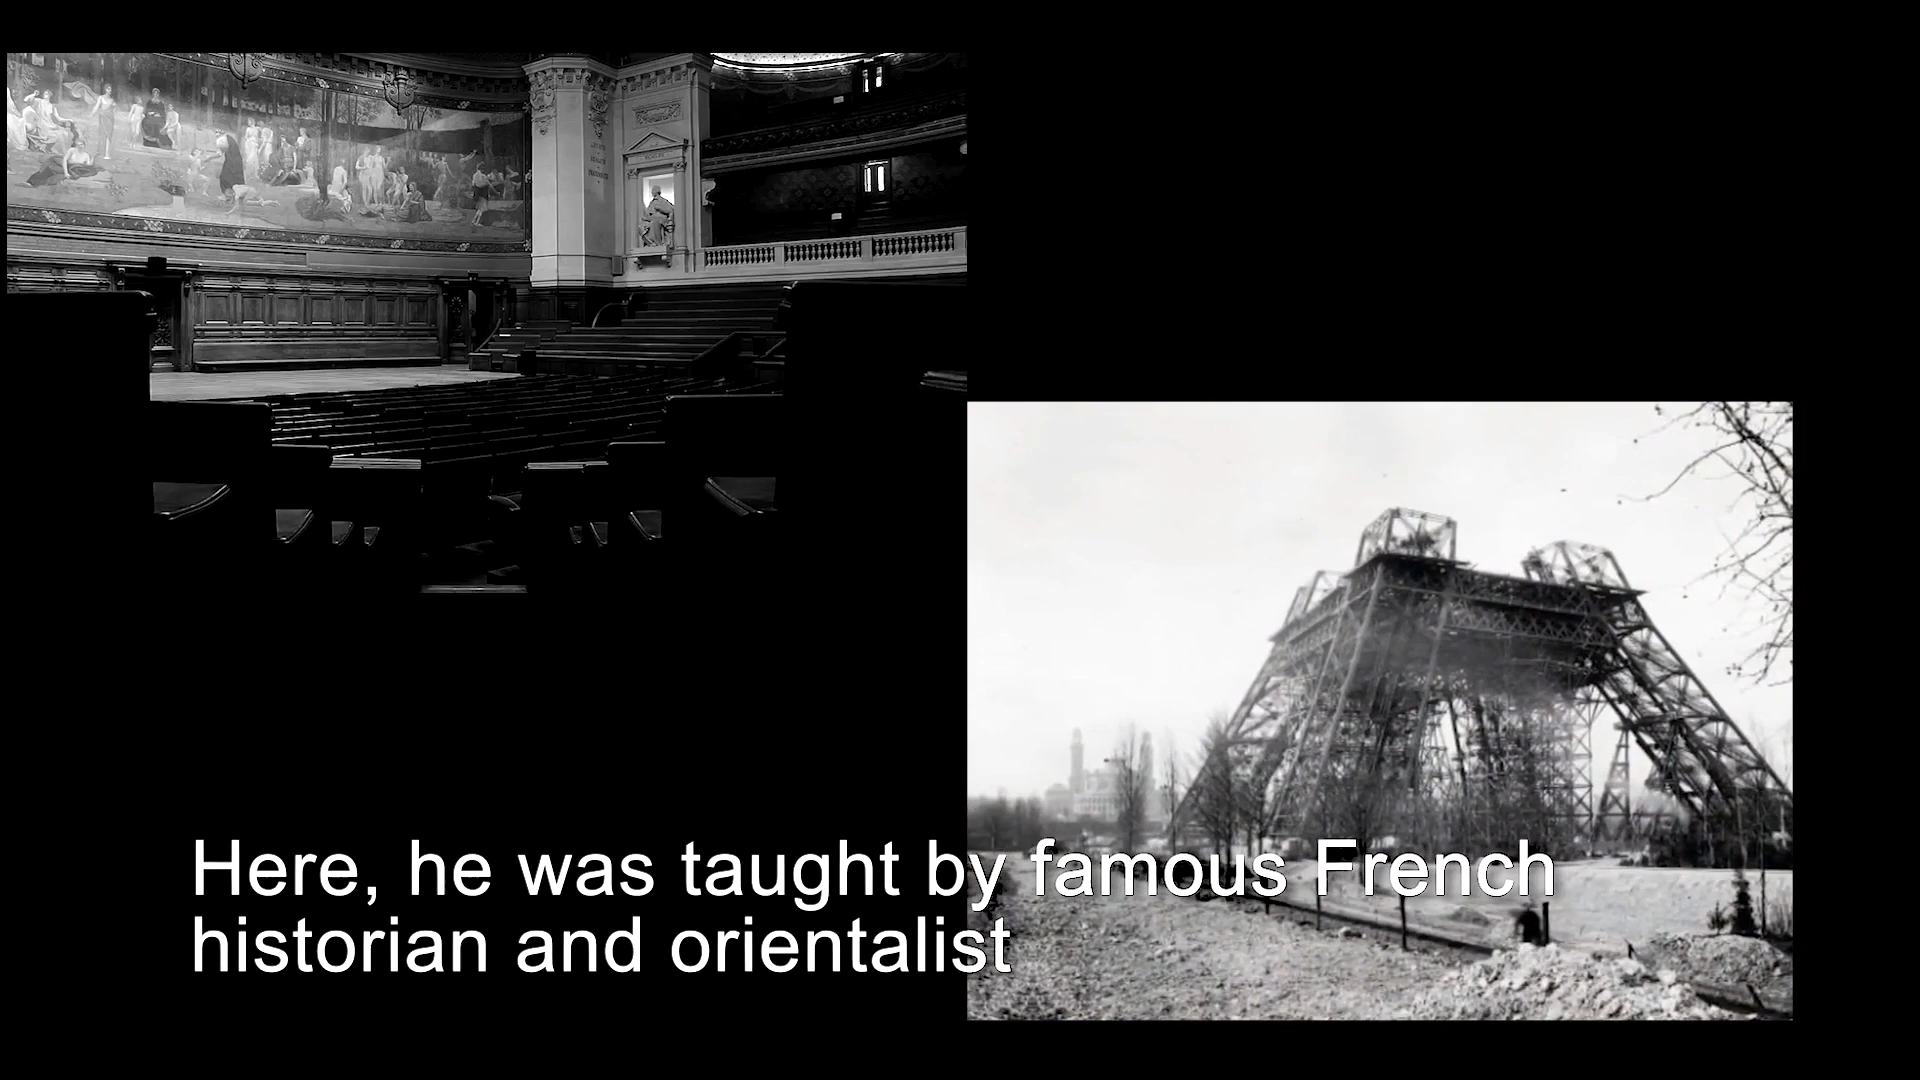 Here, he was taught by famous French
historian and orientalist